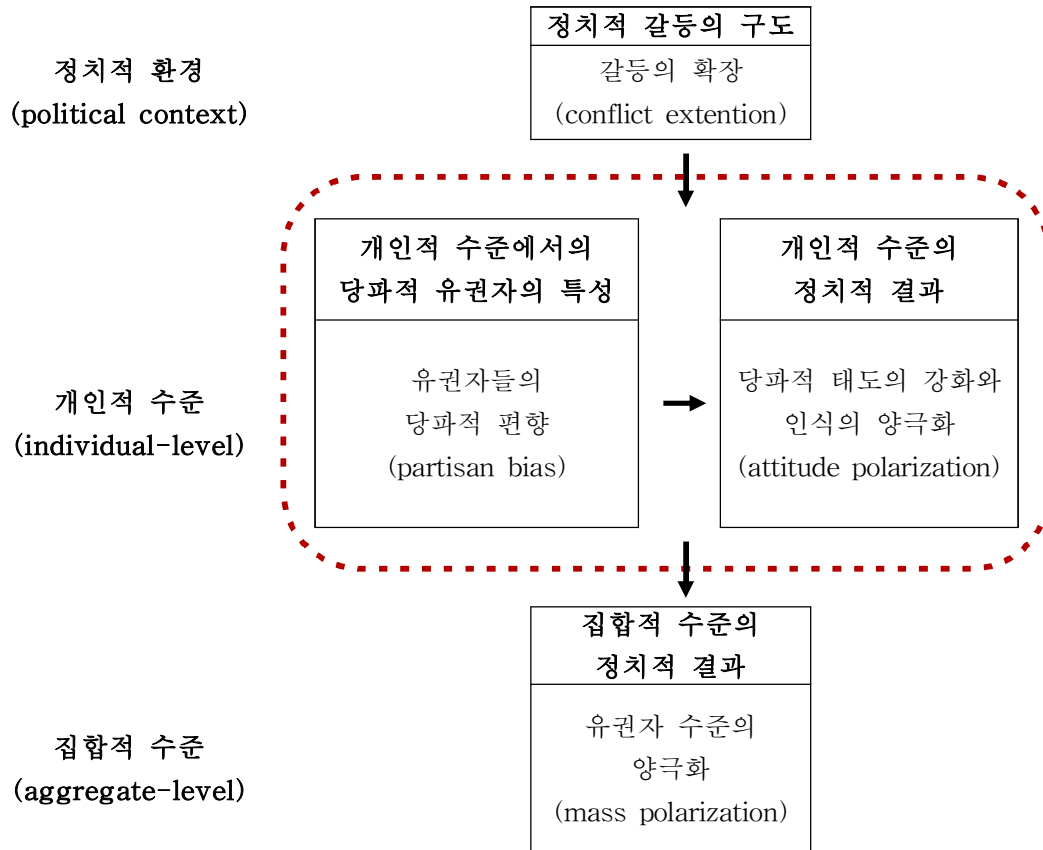 정치적 갈등의 구도
갈등의 확장
(conflict extention)
정치적 환경
(political context)
개인적 수준에서의
당파적 유권자의 특성
유권자들의
당파적 편향
(partisan bias)
개인적 수준의
정치적 결과
당파적 태도의 강화와
인식의 양극화
(attitude polarization)
개인적 수준
(individual-level)
집합적 수준의
정치적 결과
유권자 수준의
양극화
(mass polarization)
집합적 수준
(aggregate-level)